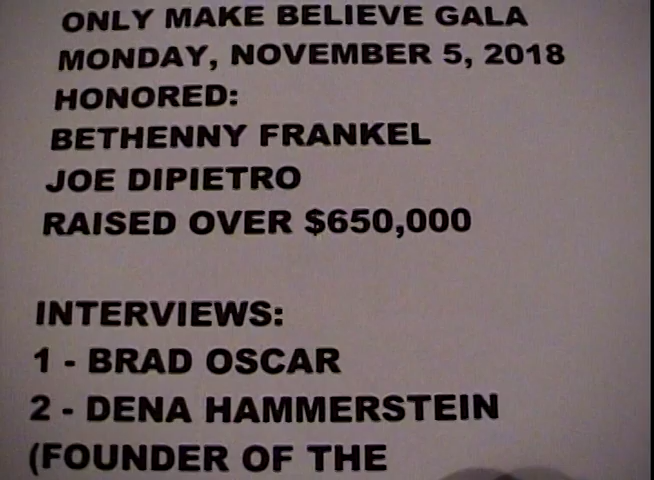 ONLY MAKE BELIEVE GALA
MONDAY, NOVEMBER 5, 2018
HONORED:
BETHENNY FRANKEL
JOE DIPIETRO
RAISED OVER $650,000
INTERVIEWS:
1 - BRAD OSCAR
2 - DENA HAMMERSTEIN
(FOUNDER OF THE